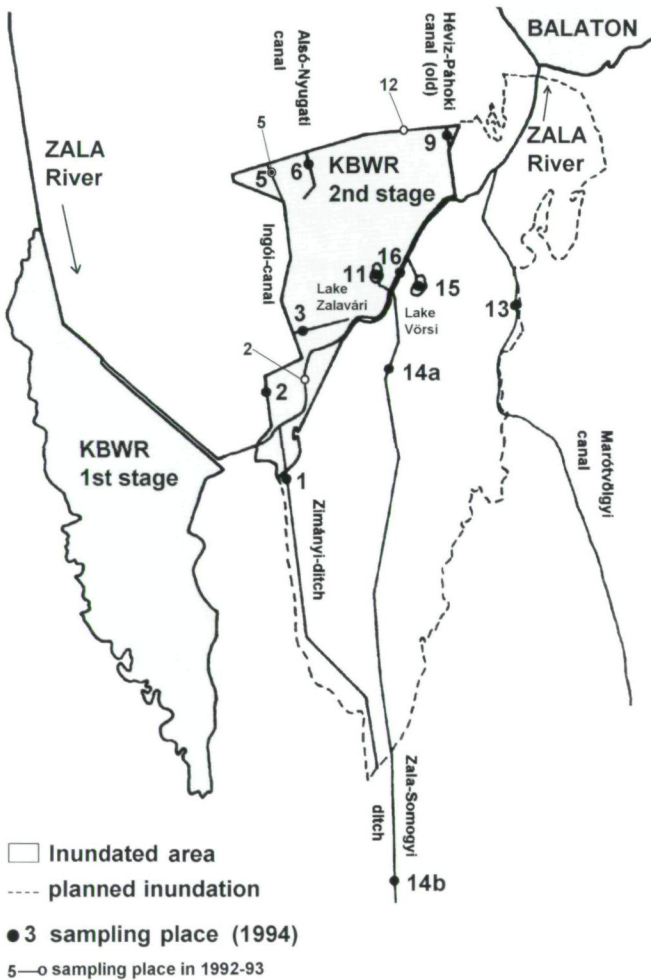 BALATON
Alsó-Nyugati
canal
Hévíz-Páhoki
canal (old)
12
9
5
5
6
ZALA
River
KBWR
2nd stage
ZALA
River
Ingói-canal
16
11
15
Lake
Zalavári
Lake
Vörsi
13
3
2
2
14a
KBWR
1st stage
1
Zimányi-ditch
Marótvölgyi
canal
Zala-Somogyi
ditch
14b
Inundated area
planned inundation
3 sampling place (1994)
5—o sampling place in 1992-93